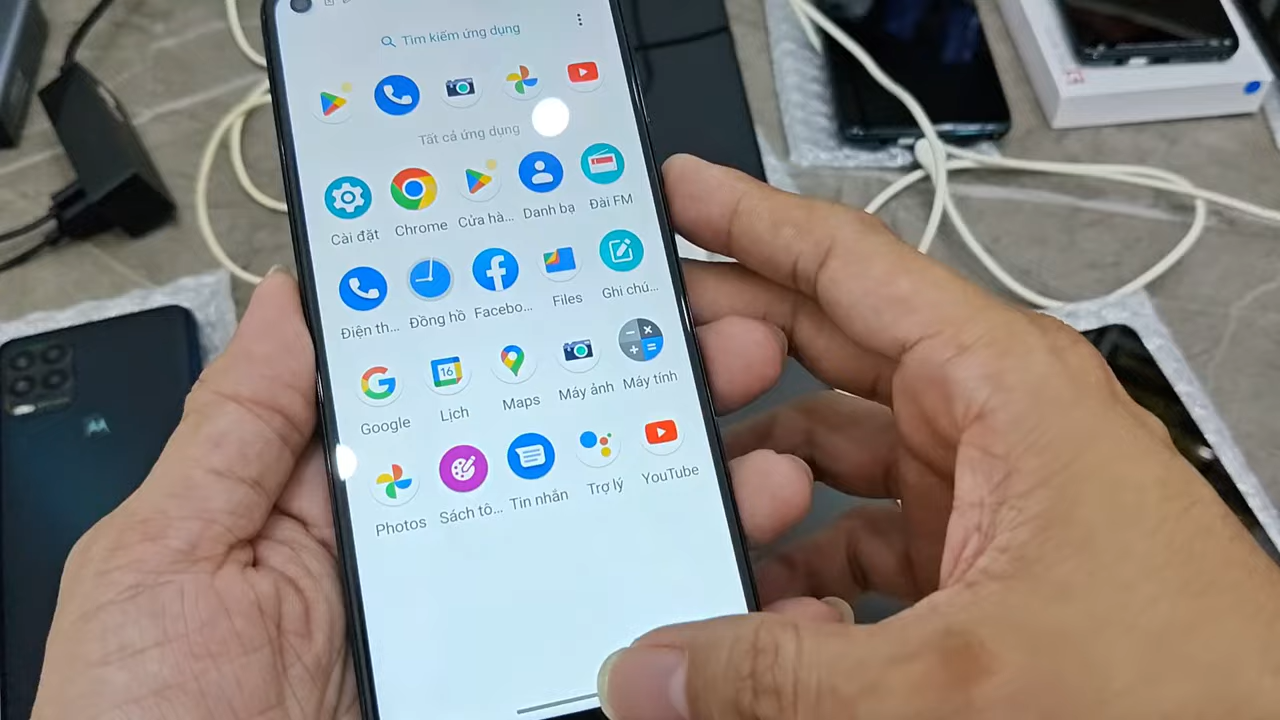 Tìm kiếm ứng dụng
Tất cả ứng dụng
Cài đặt Chrome Cửa hà... Danh bạ Đài FM
Điện th... Đồng hồ Facebo... Files Ghi chú...
16
Google Lịch Maps Máy ảnh Máy tính
Photos Sách tô... Tin nhắn Trợ lý YouTube